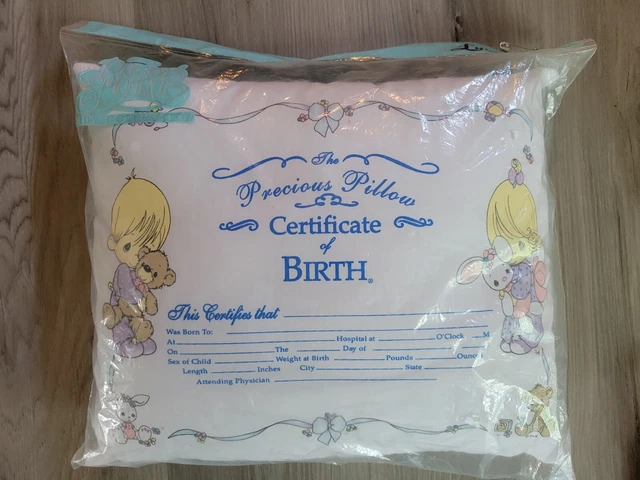 The
Precious Pillow
Certificate
of
BIRTH®
This Certifies that
Was Born To:
At Hospital at O'Clock M
On The Day of
Sex of Child Weight at Birth Pounds Ounces
Length Inches City State
Attending Physician